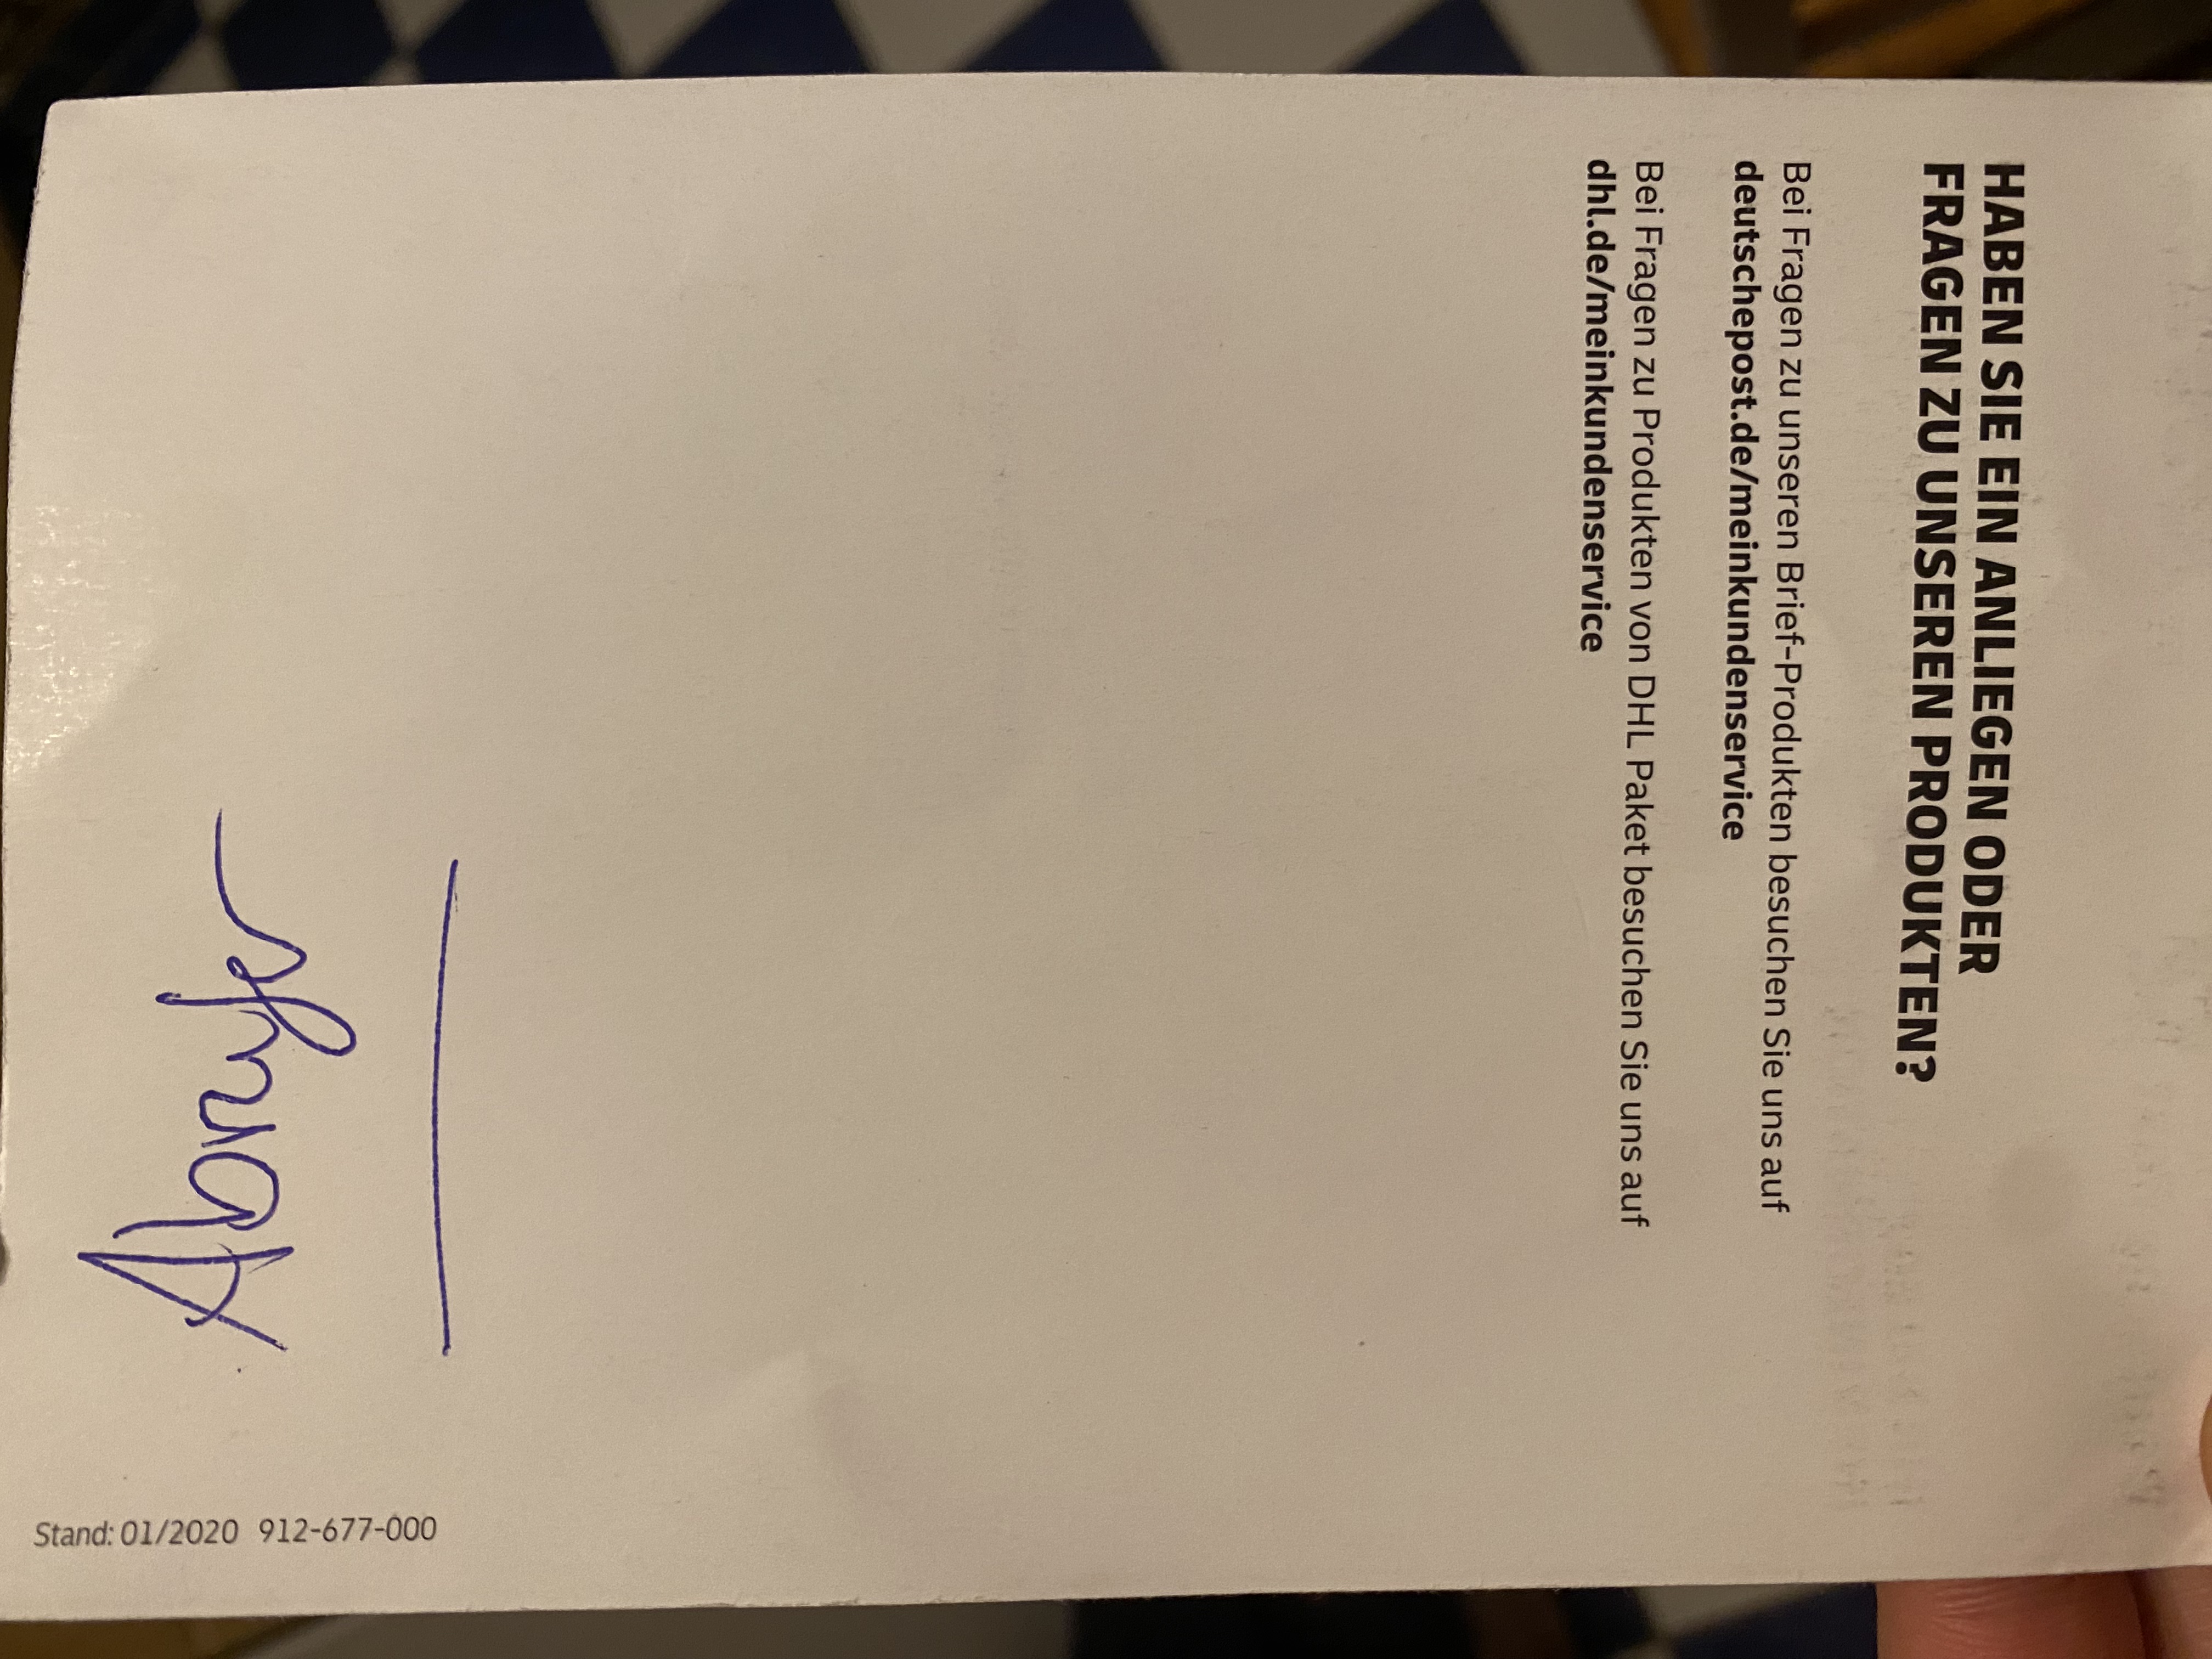 Abrufer
Stand: 01/2020 912-677-000
HABEN SIE EIN ANLIEGEN ODER
FRAGEN ZU UNSEREN PRODUKTEN?
Bei Fragen zu unseren Brief-Produkten besuchen Sie uns auf
deutschepost.de/meinkundenservice
Bei Fragen zu Produkten von DHL Paket besuchen Sie uns auf
dhl.de/meinkundenservice